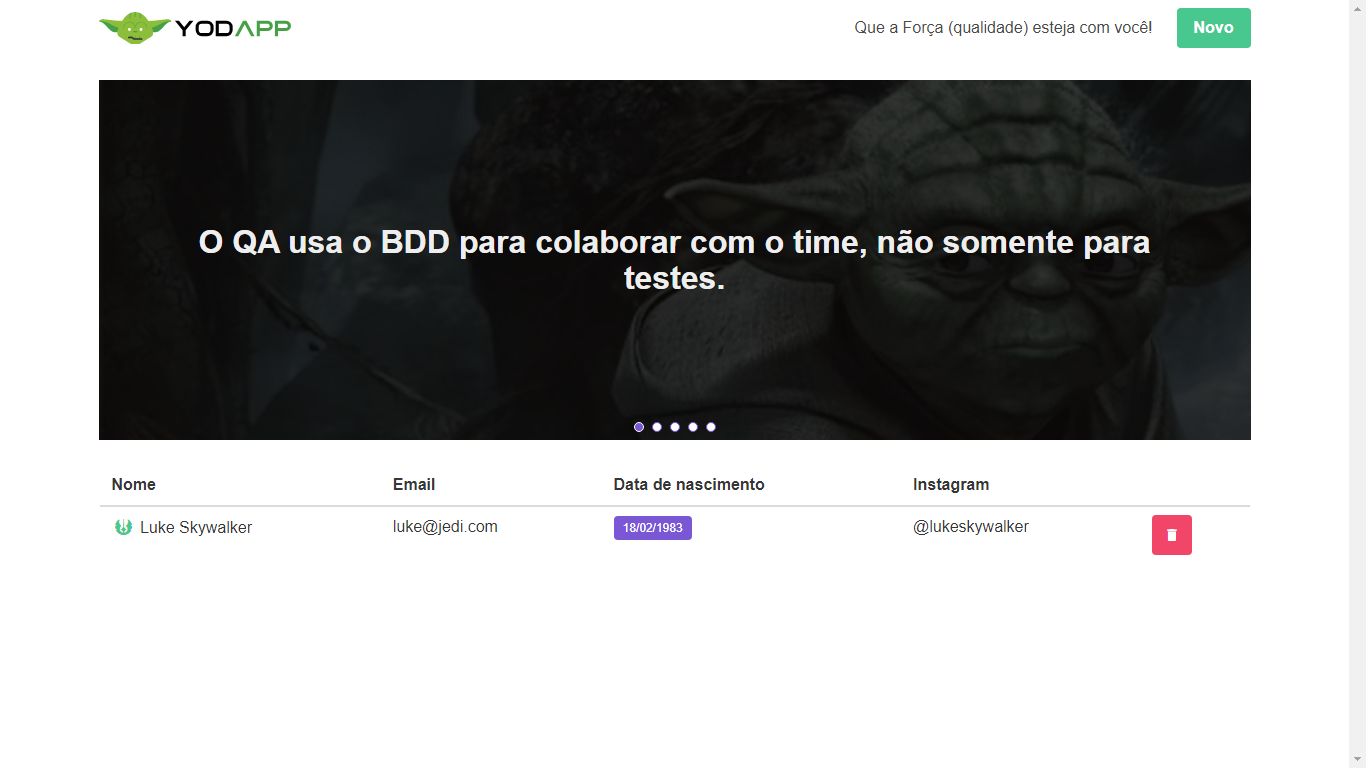 YODAPP
Que a Força (qualidade) esteja com você!
Novo
O QA usa o BDD para colaborar com o time, não somente para
testes.
Nome Email Data de nascimento Instagram
Luke Skywalker luke@jedi.com 18/02/1983 @lukeskywalker